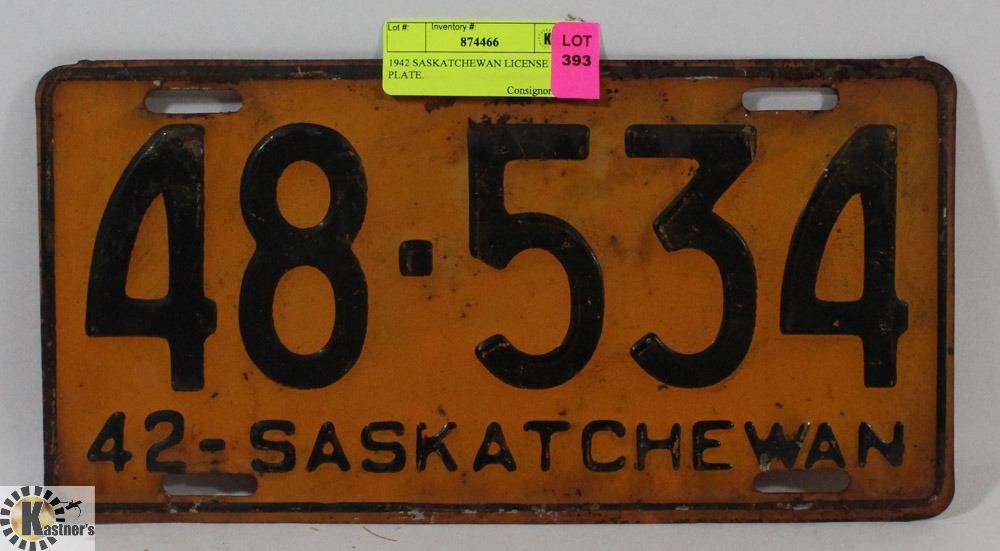 Lot #: Inventory #:
874466 K LOT
1942 SASKATCHEWAN LICENSE 393
PLATE.
Consignor
48·534
42-SASKATCHEWAN
Kastner's